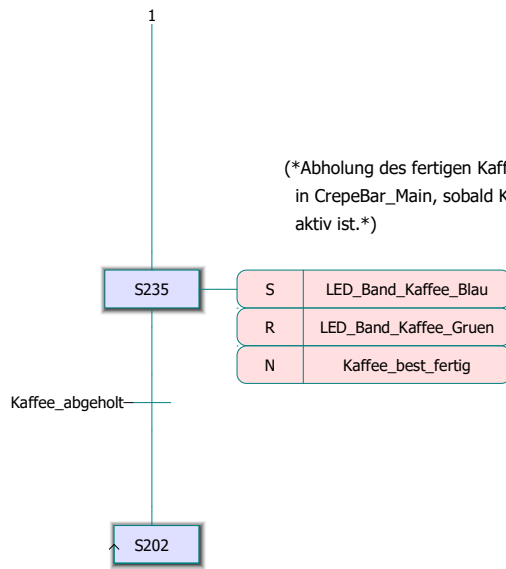 1
(*Abholung des fertigen Kaff
in CrepeBar_Main, sobald K
aktiv ist.*)
S235
S LED_Band_Kaffee_Blau
R LED_Band_Kaffee_Gruen
N Kaffee_best_fertig
Kaffee_abgeholt
S202